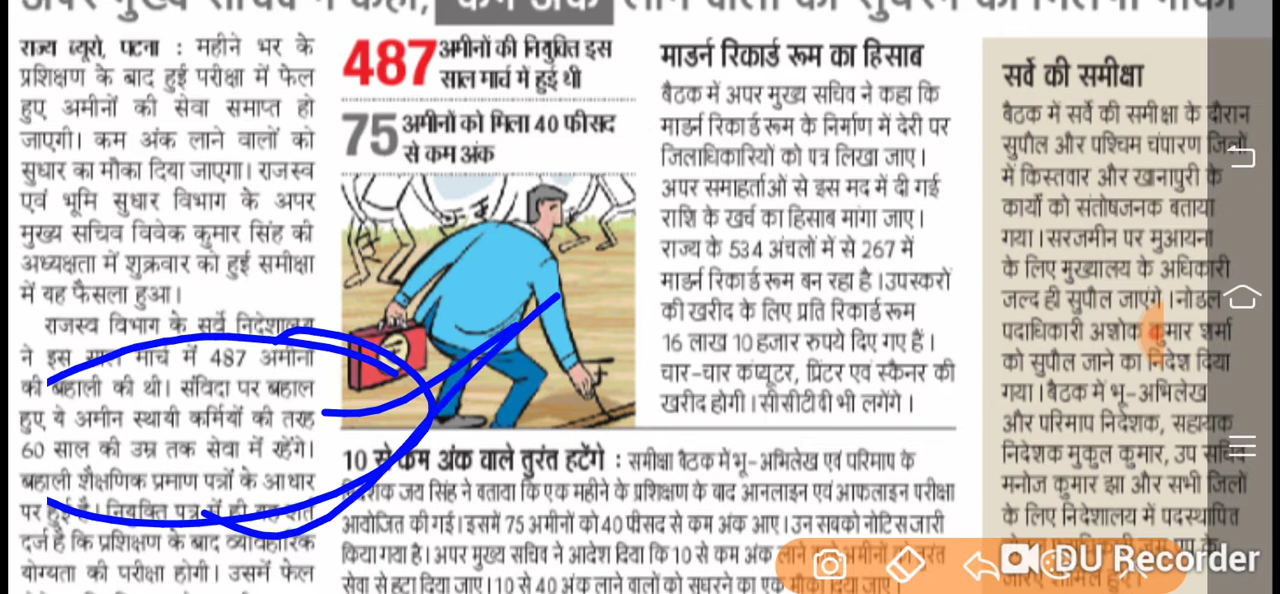 अपर मुख्य सचिव ने कहा, कम अंक लाने वालों को सुधरने का मिलेगा मौका
राज्य ब्यूरो, पटना : महीने भर के
प्रशिक्षण के बाद हुई परीक्षा में फेल
हुए अमीनों की सेवा समाप्त हो
जाएगी। कम अंक लाने वालों को
सुधार का मौका दिया जाएगा। राजस्व
एवं भूमि सुधार विभाग के अपर
मुख्य सचिव विवेक कुमार सिंह की
अध्यक्षता में शुक्रवार को हुई समीक्षा
में यह फैसला हुआ।
राजस्व विभाग के सर्वे निदेशालय
ने इस साल मार्च में 487 अमीनों
की बहाली की थी। संविदा पर बहाल
हुए ये अमीन स्थायी कर्मियों की तरह
60 साल की उम्र तक सेवा में रहेंगे।
बहाली शैक्षणिक प्रमाण पत्रों के आधार
पर हुई है। नियुक्ति पत्र में ही यह बात
दर्ज है कि प्रशिक्षण के बाद व्यावहारिक
योग्यता की परीक्षा होगी। उसमें फेल
487 अमीनों की नियुक्ति इस
साल मार्च में हुई थी
75 अमीनों को मिला 40 फीसद
से कम अंक
माडर्न रिकार्ड रूम का हिसाब
बैठक में अपर मुख्य सचिव ने कहा कि
माडर्न रिकार्ड रूम के निर्माण में देरी पर
जिलाधिकारियों को पत्र लिखा जाए।
अपर समाहर्ताओं से इस मद में दी गई
राशि के खर्च का हिसाब मांगा जाए।
राज्य के 534 अंचलों में से 267 में
माडर्न रिकार्ड रूम बन रहा है।उपस्करों
की खरीद के लिए प्रति रिकार्ड रूम
16 लाख 10 हजार रुपये दिए गए हैं।
चार-चार कंप्यूटर, प्रिंटर एवं स्कैनर की
खरीद होगी।सीसीटीवी भी लगेंगे।
10 से कम अंक वाले तुरंत हटेंगे : समीक्षा बैठक में भू-अभिलेख एवं परिमाप के
निदेशक जय सिंह ने बताया कि एक महीने के प्रशिक्षण के बाद आनलाइन एवं आफलाइन परीक्षा
आयोजित की गई।इसमें 75 अमीनों को 40 फीसद से कम अंक आए।उन सबको नोटिस जारी
किया गया है। अपर मुख्य सचिव ने आदेश दिया कि 10 से कम अंक लाने वाले अमीनों को तुरंत
सेवा से हटा दिया जाए।10 से 40 अंक लाने वालों को सुधरने का एक मौका दिया जाए।
सर्वे की समीक्षा
बैठक में सर्वे की समीक्षा के दौरान
सुपौल और पश्चिम चंपारण जिलों
में किस्तवार और खानापुरी के
कार्यों को संतोषजनक बताया
गया।सरजमीन पर मुआयना
के लिए मुख्यालय के अधिकारी
जल्द ही सुपौल जाएंगे।नोडल
पदाधिकारी अशोक कुमार शर्मा
को सुपौल जाने का निदेश दिया
गया।बैठक में भू-अभिलेख
और परिमाप निदेशक, सहायक
निदेशक मुकुल कुमार, उप सचिव
मनोज कुमार झा और सभी जिलों
के लिए निदेशालय में पदस्थापित
DU Recorder